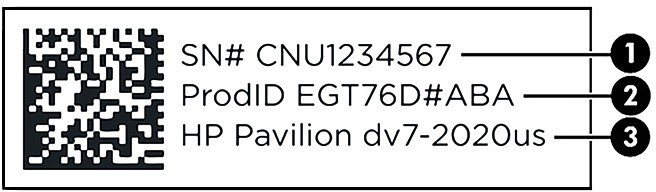 SN# CNU1234567 1
ProdID EGT76D#ABA 2
HP Pavilion dv7-2020us 3